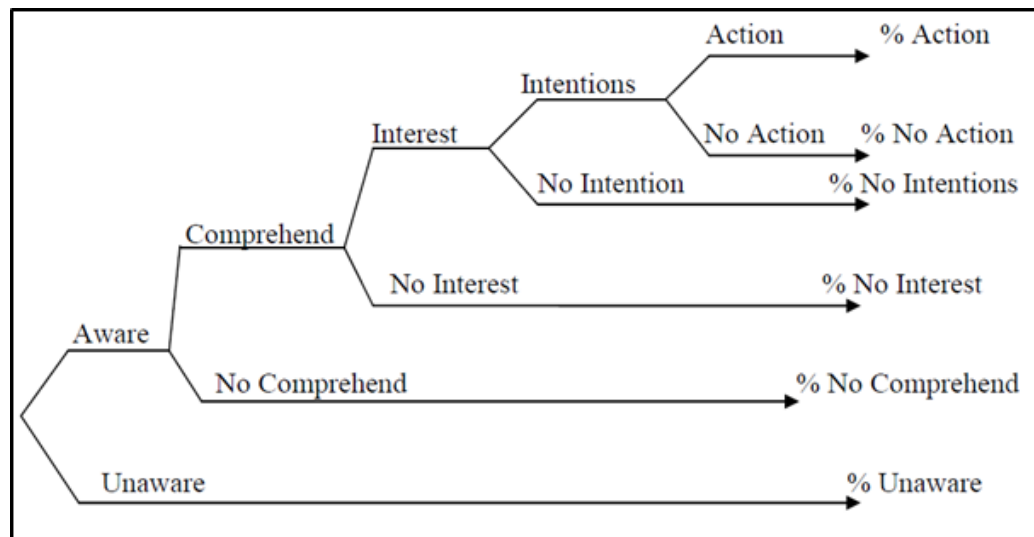 Action % Action
Intentions
Interest No Action % No Action
No Intention % No Intentions
Comprehend
No Interest % No Interest
Aware
No Comprehend % No Comprehend
Unaware % Unaware